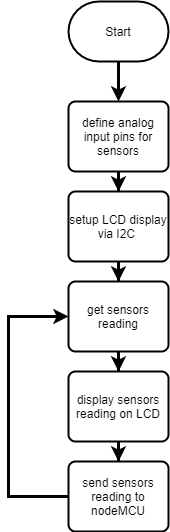 Start
define analog
input pins for
sensors
setup LCD display
via I2C
get sensors
reading
display sensors
reading on LCD
send sensors
reading to
nodeMCU